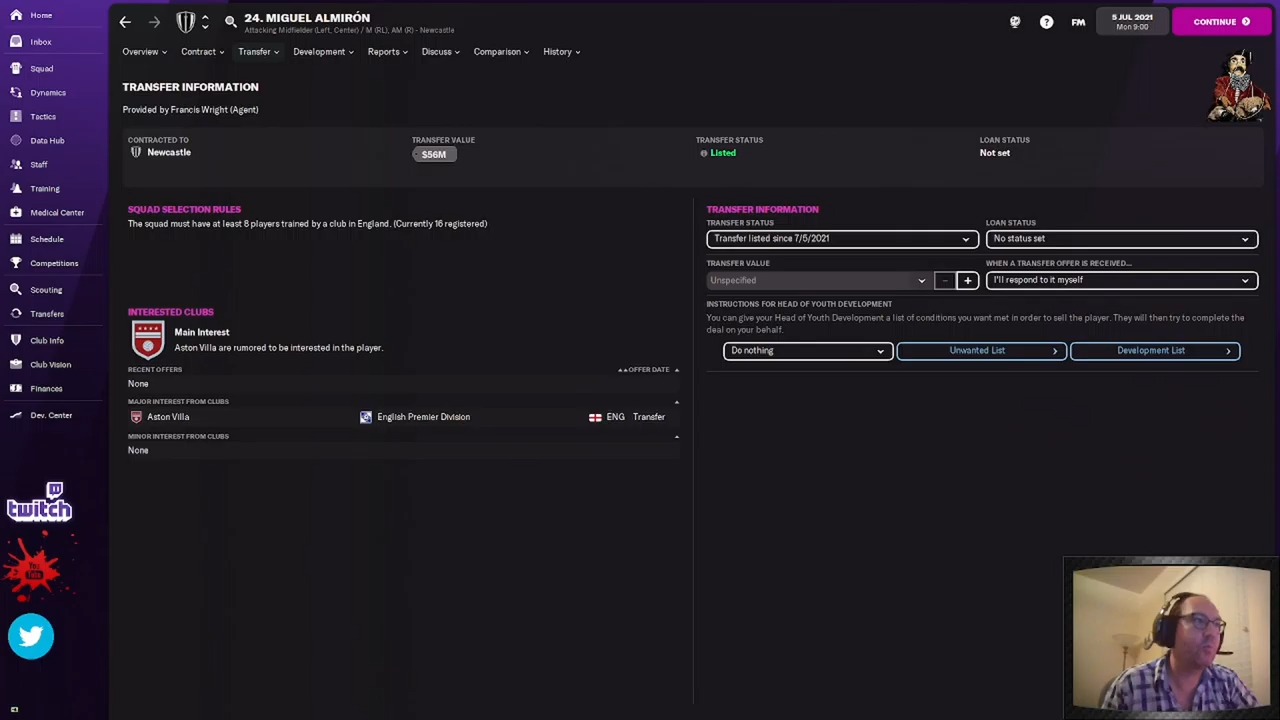 Home
Inbox
Squad
Dynamics
Tactics
Data Hub
Staff
Training
Medical Center
Schedule
Competitions
Scouting
Transfers
Club Info
Club Vision
Finances
Dev. Center
twitch
You Tube
24. MIGUEL ALMIRÓN
Attacking Midfielder (Left, Center) / M (RL), AM (R) - Newcastle
FM
5 JUL 2021
Mon 9:00
CONTINUE
Overview
Contract
Transfer
Development
Reports
Discuss
Comparison
History
TRANSFER INFORMATION
Provided by Francis Wright (Agent)
CONTRACTED TO
Newcastle
TRANSFER VALUE
$56M
TRANSFER STATUS
Listed
LOAN STATUS
Not set
SQUAD SELECTION RULES
The squad must have at least 8 players trained by a club in England. (Currently 16 registered)
INTERESTED CLUBS
Main Interest
Aston Villa are rumored to be interested in the player.
RECENT OFFERS
OFFER DATE
None
MAJOR INTEREST FROM CLUBS
Aston Villa
English Premier Division
ENG
Transfer
MINOR INTEREST FROM CLUBS
None
TRANSFER INFORMATION
TRANSFER STATUS
LOAN STATUS
Transfer listed since 7/5/2021
No status set
TRANSFER VALUE
WHEN A TRANSFER OFFER IS RECEIVED...
Unspecified
I'll respond to it myself
INSTRUCTIONS FOR HEAD OF YOUTH DEVELOPMENT
You can give your Head of Youth Development a list of conditions you want met in order to sell the player. They will then try to complete the
deal on your behalf.
Do nothing
Unwanted List
Development List